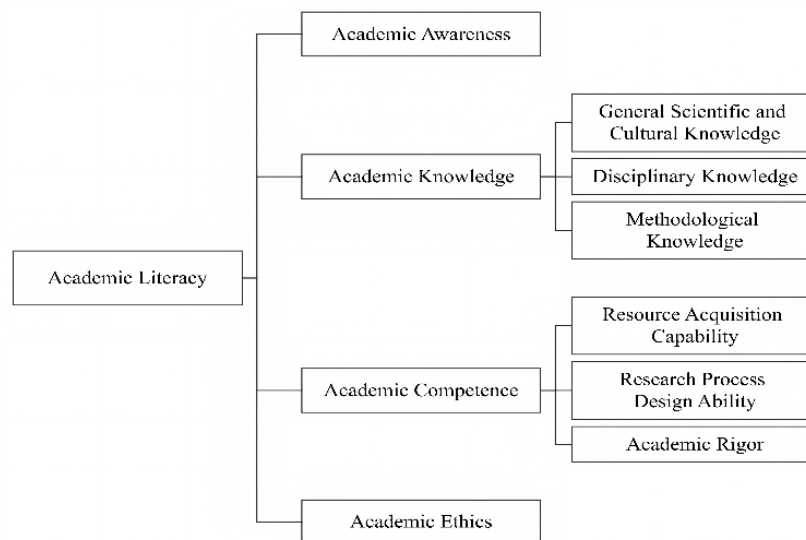 Academic Awareness
General Scientific and
Cultural Knowledge
Academic Knowledge
Disciplinary Knowledge
Methodological
Knowledge
Academic Literacy
Resource Acquisition
Capability
Academic Competence
Research Process
Design Ability
Academic Rigor
Academic Ethics